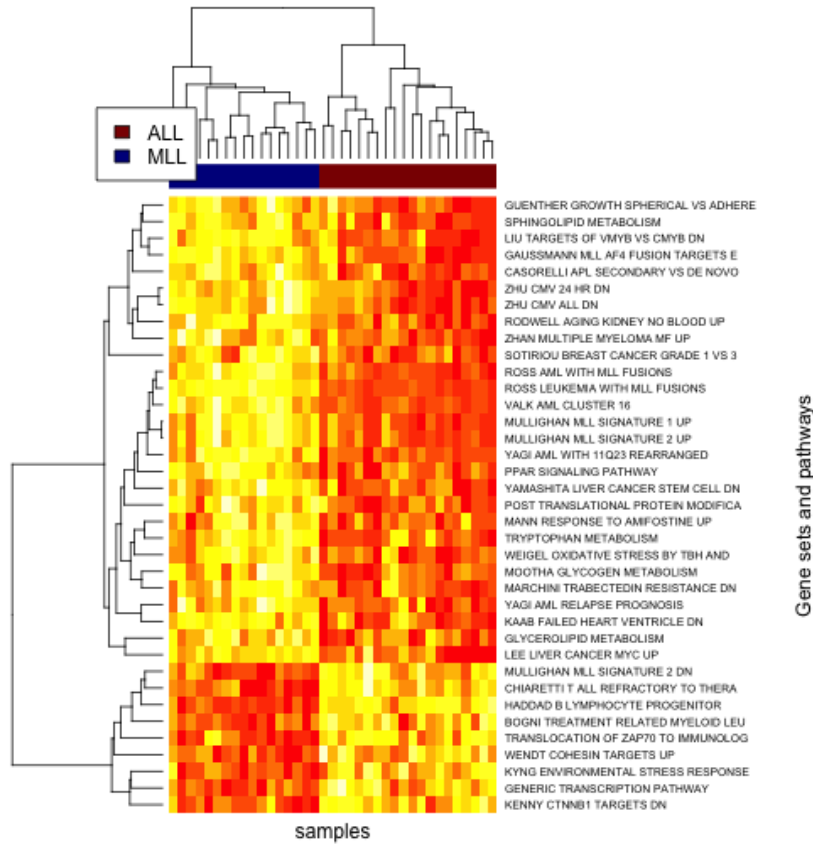 ALL
MLL
GUENTHER GROWTH SPHERICAL VS ADHERE
SPHINGOLIPID METABOLISM
LIU TARGETS OF VMYB VS CMYB DN
GAUSSMANN MLL AF4 FUSION TARGETS E
CASORELLI APL SECONDARY VS DE NOVO
ZHU CMV 24 HR DN
ZHU CMV ALL DN
RODWELL AGING KIDNEY NO BLOOD UP
ZHAN MULTIPLE MYELOMA MF UP
SOTIRIOU BREAST CANCER GRADE 1 VS 3
ROSS AML WITH MLL FUSIONS
ROSS LEUKEMIA WITH MLL FUSIONS
VALK AML CLUSTER 16
MULLIGHAN MLL SIGNATURE 1 UP
MULLIGHAN MLL SIGNATURE 2 UP
YAGI AML WITH 11Q23 REARRANGED
PPAR SIGNALING PATHWAY
YAMASHITA LIVER CANCER STEM CELL DN
POST TRANSLATIONAL PROTEIN MODIFICA
MANN RESPONSE TO AMIFOSTINE UP
TRYPTOPHAN METABOLISM
WEIGEL OXIDATIVE STRESS BY TBH AND
MOOTHA GLYCOGEN METABOLISM
MARCHINI TRABECTEDIN RESISTANCE DN
YAGI AML RELAPSE PROGNOSIS
KAAB FAILED HEART VENTRICLE DN
GLYCEROLIPID METABOLISM
LEE LIVER CANCER MYC UP
MULLIGHAN MLL SIGNATURE 2 DN
CHIARETTI T ALL REFRACTORY TO THERA
HADDAD B LYMPHOCYTE PROGENITOR
BOGNI TREATMENT RELATED MYELOID LEU
TRANSLOCATION OF ZAP70 TO IMMUNOLOG
WENDT COHESIN TARGETS UP
KYNG ENVIRONMENTAL STRESS RESPONSE
GENERIC TRANSCRIPTION PATHWAY
KENNY CTNNB1 TARGETS DN
samples
Gene sets and pathways